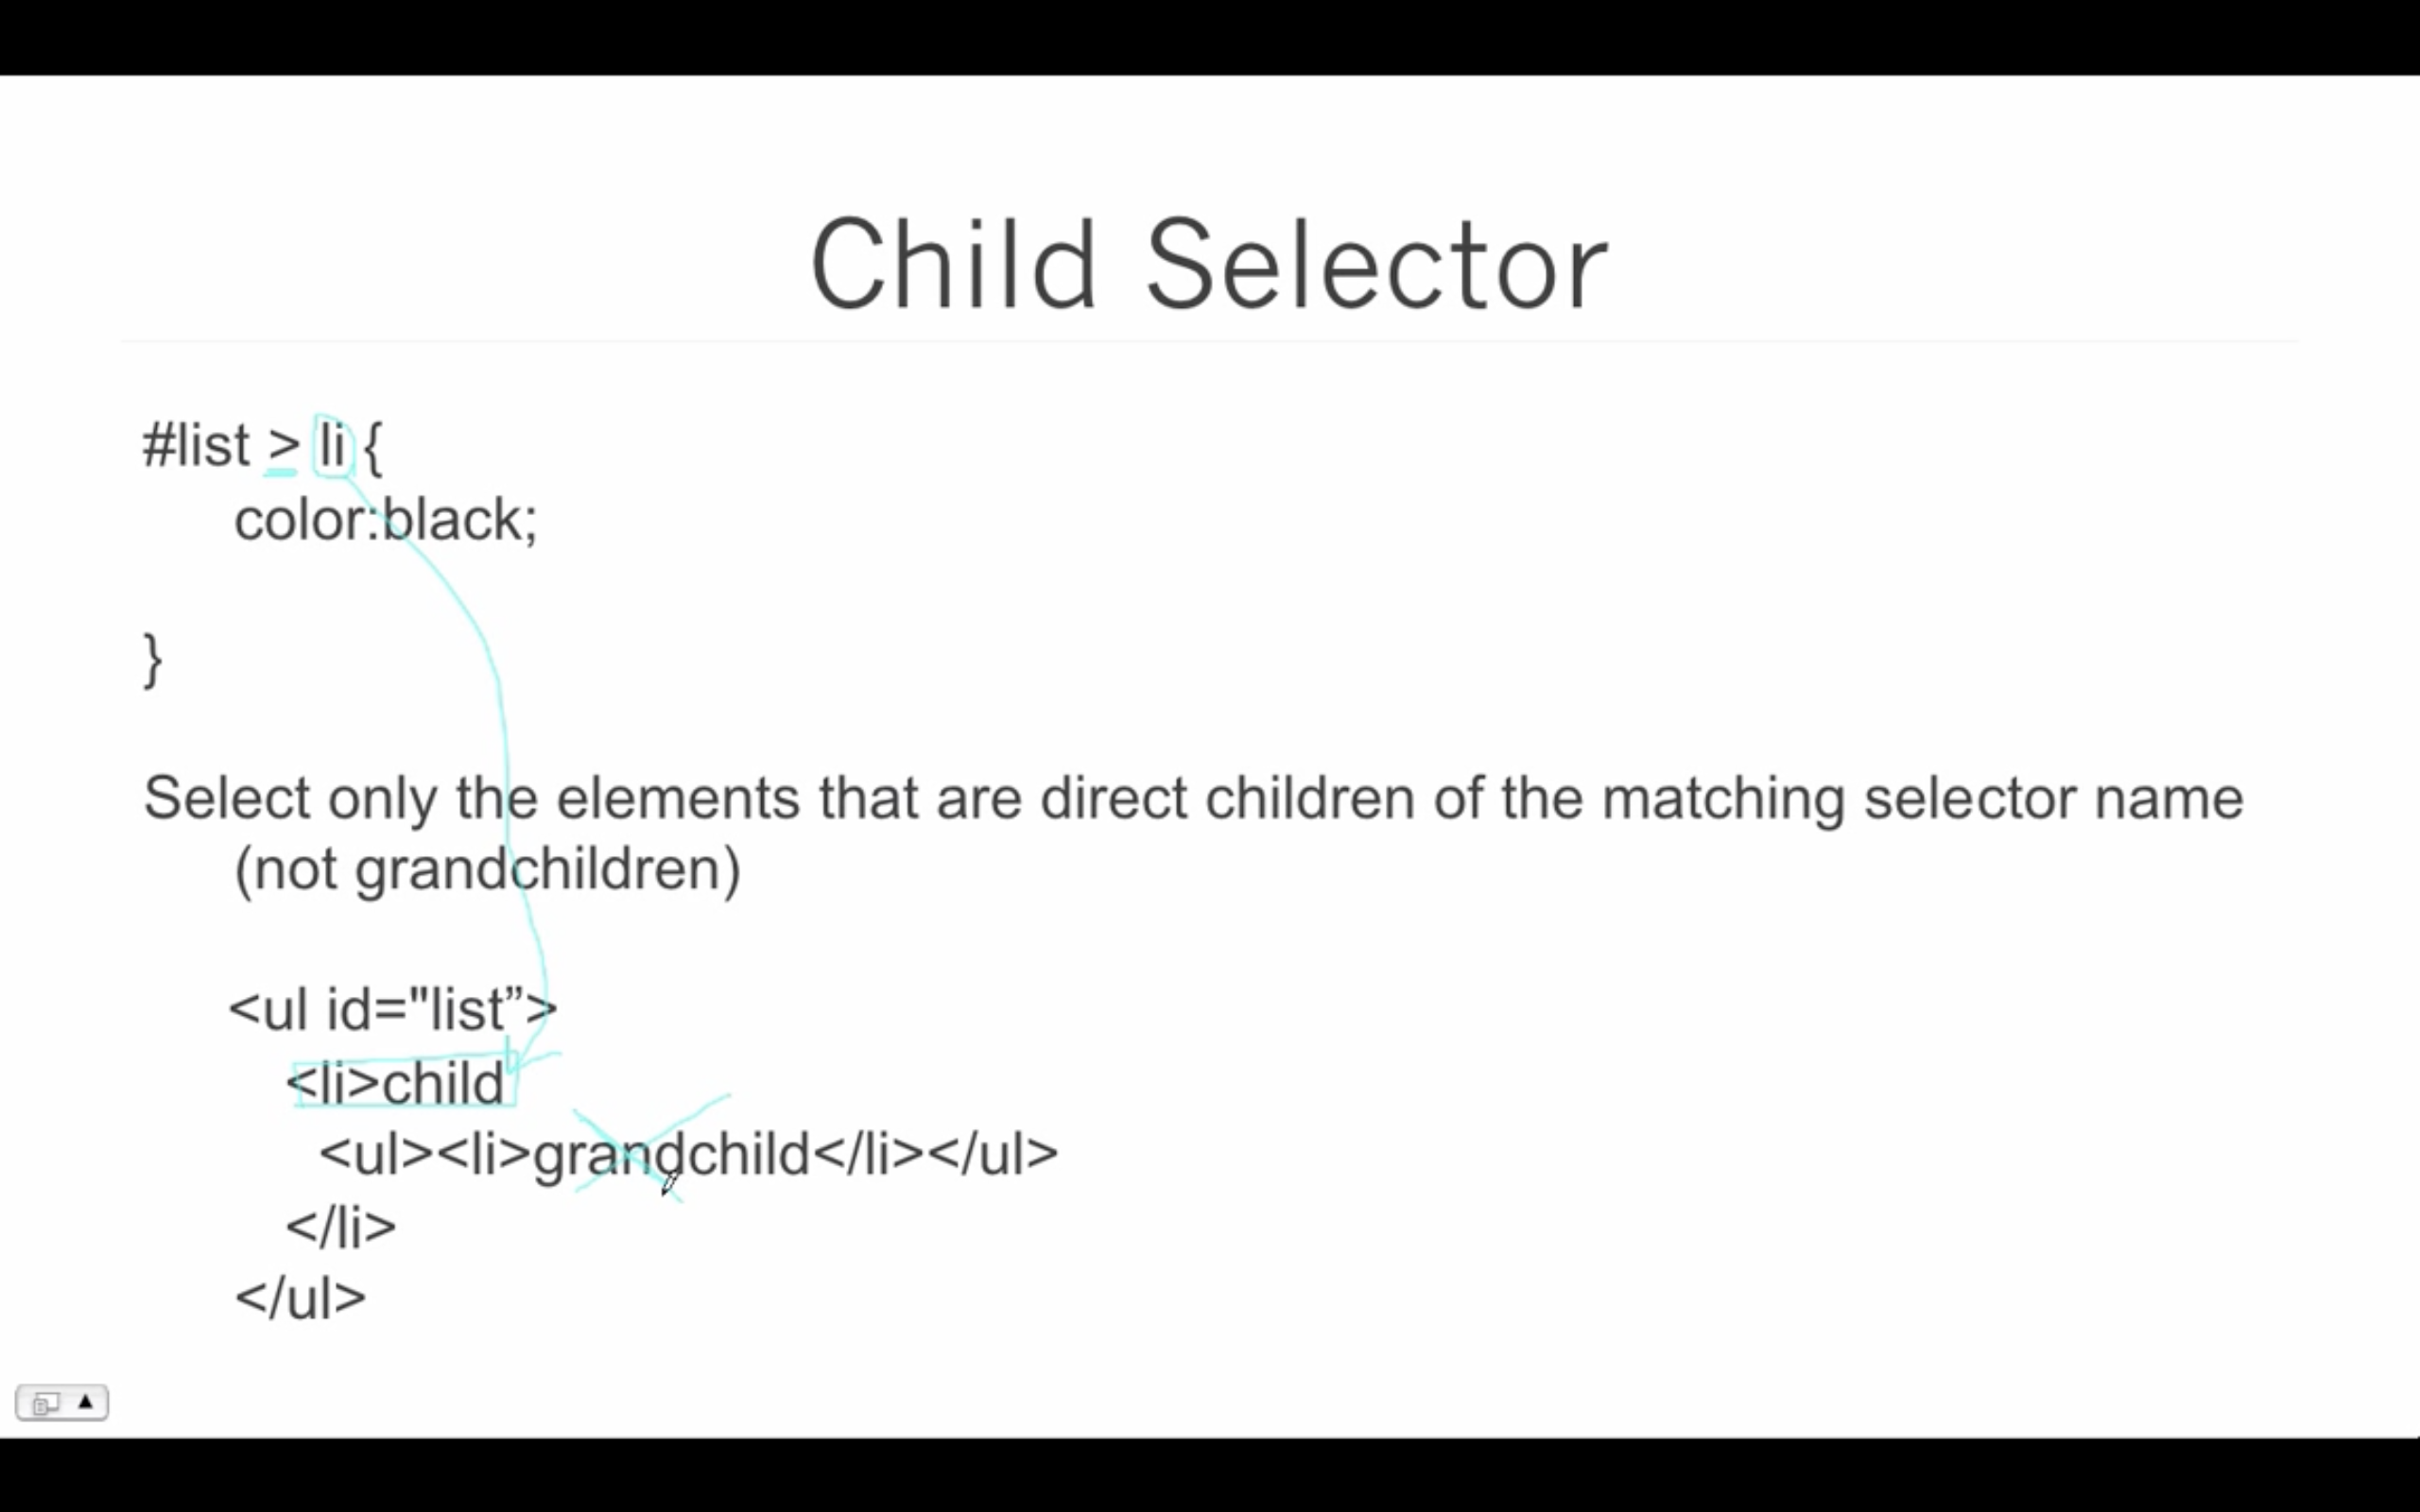 Child Selector
#list > li {
color:black;
}
Select only the elements that are direct children of the matching selector name
(not grandchildren)
<ul id="list”>
<li>child
<ul><li>grandchild</li></ul>
</li>
</ul>